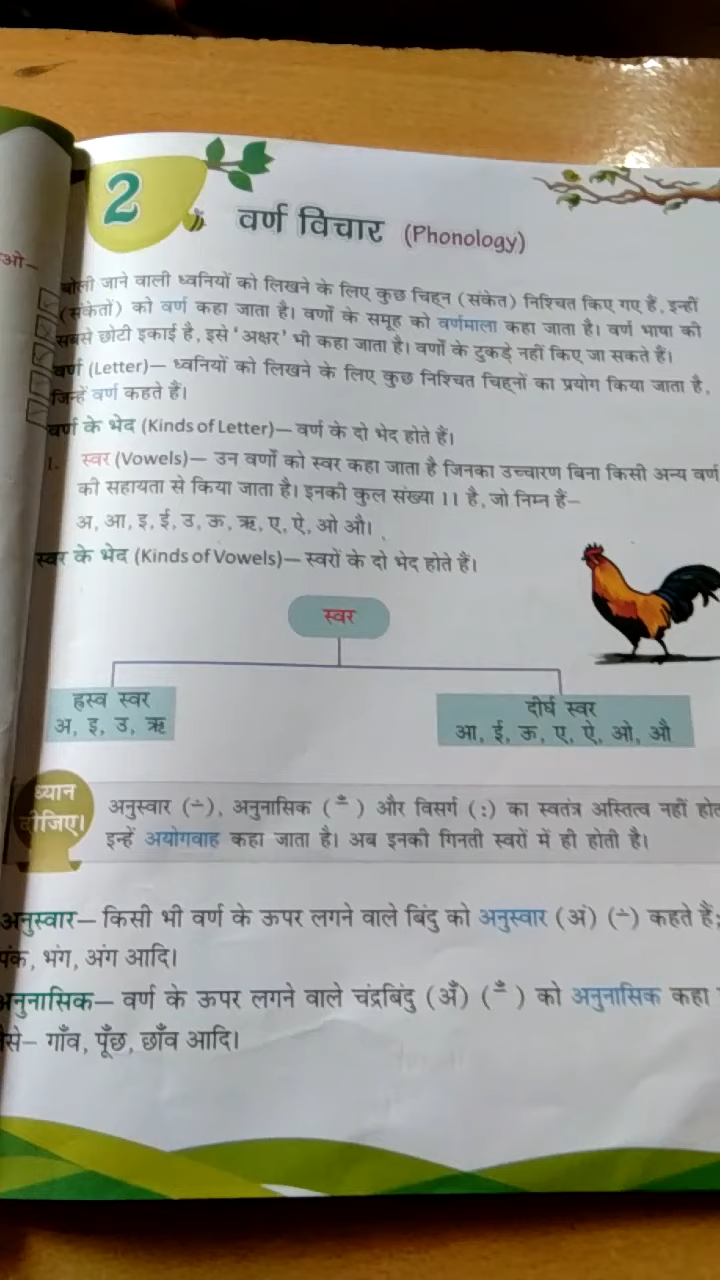 2
वर्ण विचार (Phonology)
ओ—
बोली जाने वाली ध्वनियों को लिखने के लिए कुछ चिह्न (संकेत) निश्चित किए गए हैं, इन्हीं
(संकेतों) को वर्ण कहा जाता है। वर्णों के समूह को वर्णमाला कहा जाता है। वर्ण भाषा की
सबसे छोटी इकाई है, इसे 'अक्षर' भी कहा जाता है। वर्णों के टुकड़े नहीं किए जा सकते हैं।
वर्ण (Letter)— ध्वनियों को लिखने के लिए कुछ निश्चित चिह्नों का प्रयोग किया जाता है,
जिन्हें वर्ण कहते हैं।
वर्ण के भेद (Kinds of Letter)— वर्ण के दो भेद होते हैं।
1. स्वर (Vowels)— उन वर्णों को स्वर कहा जाता है जिनका उच्चारण बिना किसी अन्य वर्ण
की सहायता से किया जाता है। इनकी कुल संख्या 11 है, जो निम्न हैं—
अ, आ, इ, ई, उ, ऊ, ऋ, ए, ऐ, ओ औ।
स्वर के भेद (Kinds of Vowels)— स्वरों के दो भेद होते हैं।
स्वर
ह्रस्व स्वर
अ, इ, उ, ऋ
दीर्घ स्वर
आ, ई, ऊ, ए, ऐ, ओ, औ
ध्यान
दीजिए।
अनुस्वार (ं), अनुनासिक (ँ) और विसर्ग (:) का स्वतंत्र अस्तित्व नहीं
इन्हें अयोगवाह कहा जाता है। अब इनकी गिनती स्वरों में ही होती है।
अनुस्वार— किसी भी वर्ण के ऊपर लगने वाले बिंदु को अनुस्वार (अं) (ं) कहते हैं;
पंक, भंग, अंग आदि।
अनुनासिक— वर्ण के ऊपर लगने वाले चंद्रबिंदु (अँ) (ँ) को अनुनासिक कहा
जैसे— गाँव, पूँछ, छाँव आदि।